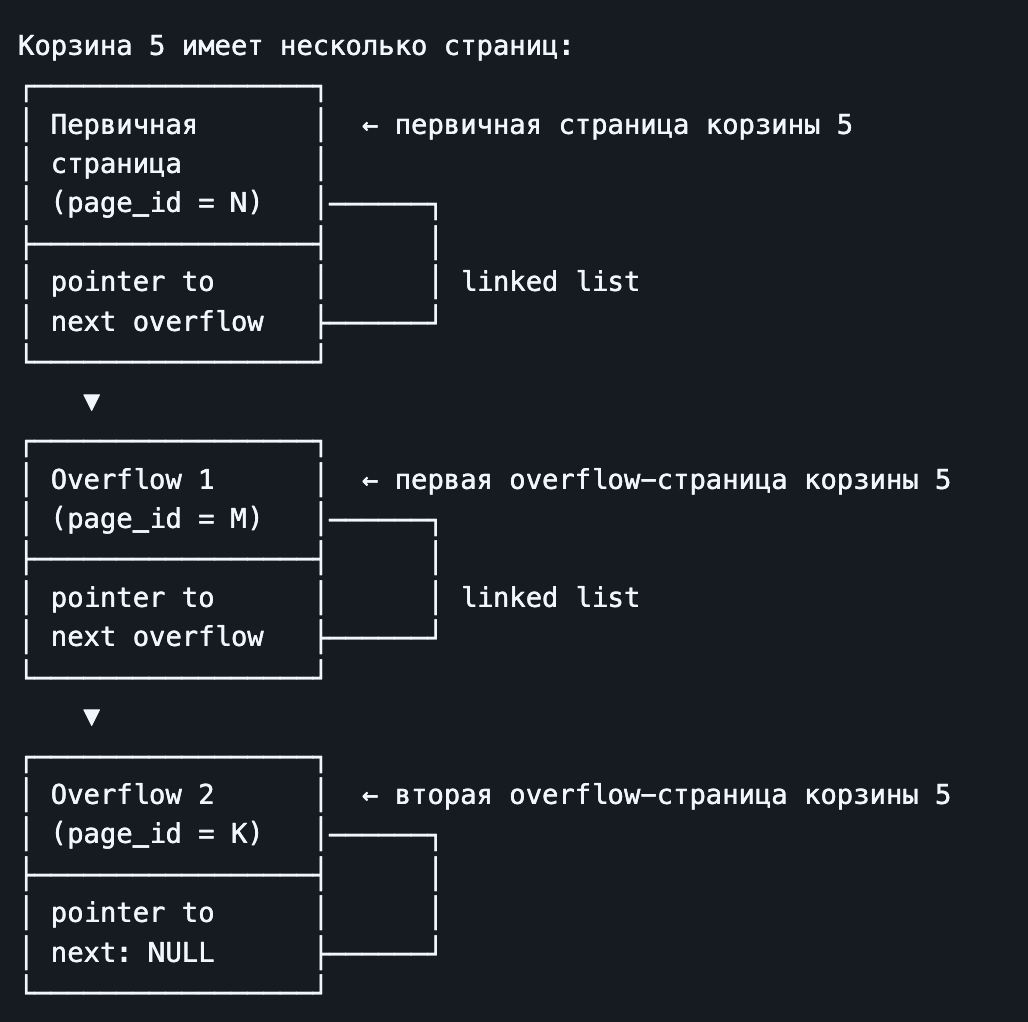 Корзина 5 имеет несколько страниц:
Первичная ← первичная страница корзины 5
страница
(page_id = N)
pointer to linked list
next overflow
▼
Overflow 1 ← первая overflow-страница корзины 5
(page_id = M)
pointer to linked list
next overflow
▼
Overflow 2 ← вторая overflow-страница корзины 5
(page_id = K)
pointer to
next: NULL